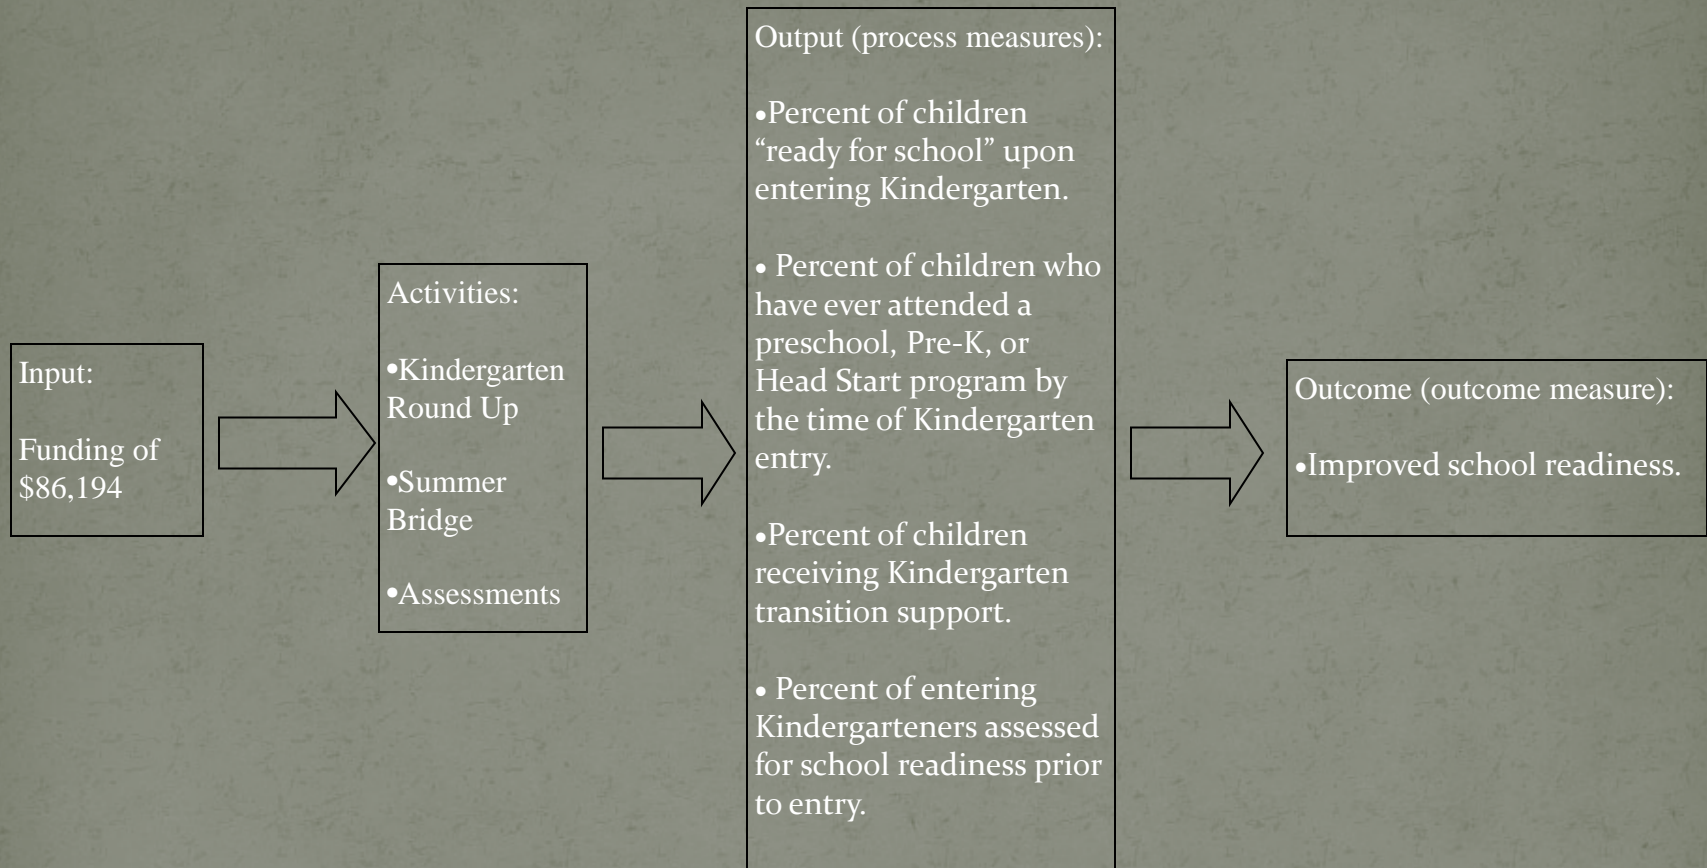 Input:
Funding of
$86,194
Activities:
•Kindergarten
Round Up
•Summer
Bridge
•Assessments
Output (process measures):
•Percent of children
“ready for school” upon
entering Kindergarten.
• Percent of children who
have ever attended a
preschool, Pre-K, or
Head Start program by
the time of Kindergarten
entry.
•Percent of children
receiving Kindergarten
transition support.
• Percent of entering
Kindergarteners assessed
for school readiness prior
to entry.
Outcome (outcome measure):
•Improved school readiness.